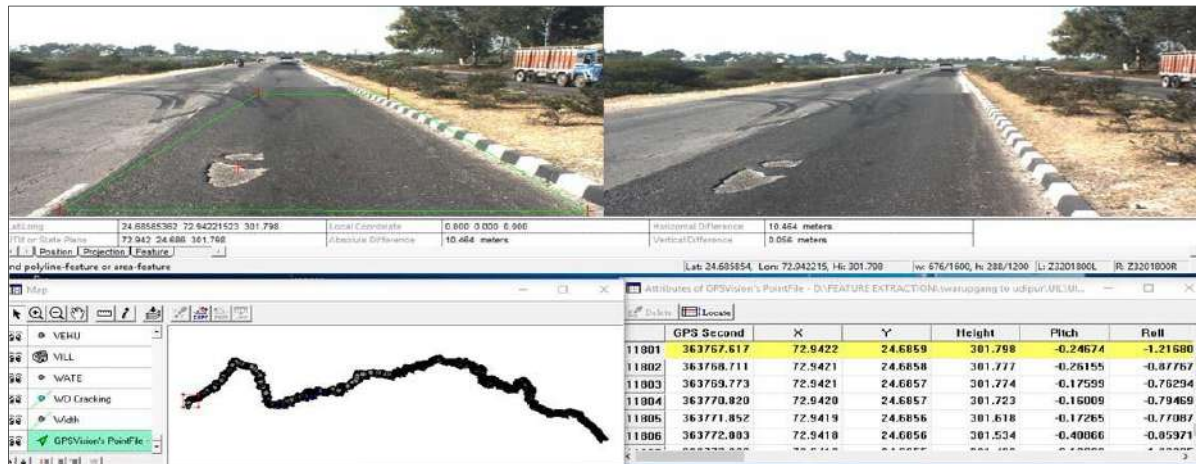 24.68585362 72.94221523 301.798 Local Coordinate 0.000 0.000 0.000 Horizontal Difference 10.464 meters
UTM or State Plane 72.942 24.686 301.798 Absolute Difference 10.464 meters Vertical Difference 0.056 meters
Position Projection Feature
nd polyline-feature or area-feature
Lat: 24.685854, Lon: 72.942215, Hi: 301.798 w: 676/1600, h: 288/1200 L: Z3201800L R: Z3201800R
Map
VEHU
VILL
WATE
WD Cracking
Width
GPSVision's PointFile -
Attributes of GPSVision's PointFile - D:\FEATURE EXTRACTION\swarupgang to udipur\
Delete Locate
GPS Second X Y Height Pitch Roll
11801 363767.617 72.9422 24.6859 301.798 -0.24674 -1.21680
11802 363768.711 72.9421 24.6858 301.777 -0.26155 -0.87767
11803 363769.773 72.9421 24.6857 301.774 -0.17599 -0.76294
11804 363770.820 72.9420 24.6857 301.723 -0.16009 -0.79469
11805 363771.852 72.9419 24.6856 301.618 -0.17265 -0.77087
11806 363772.883 72.9418 24.6856 301.534 -0.40866 -0.85971